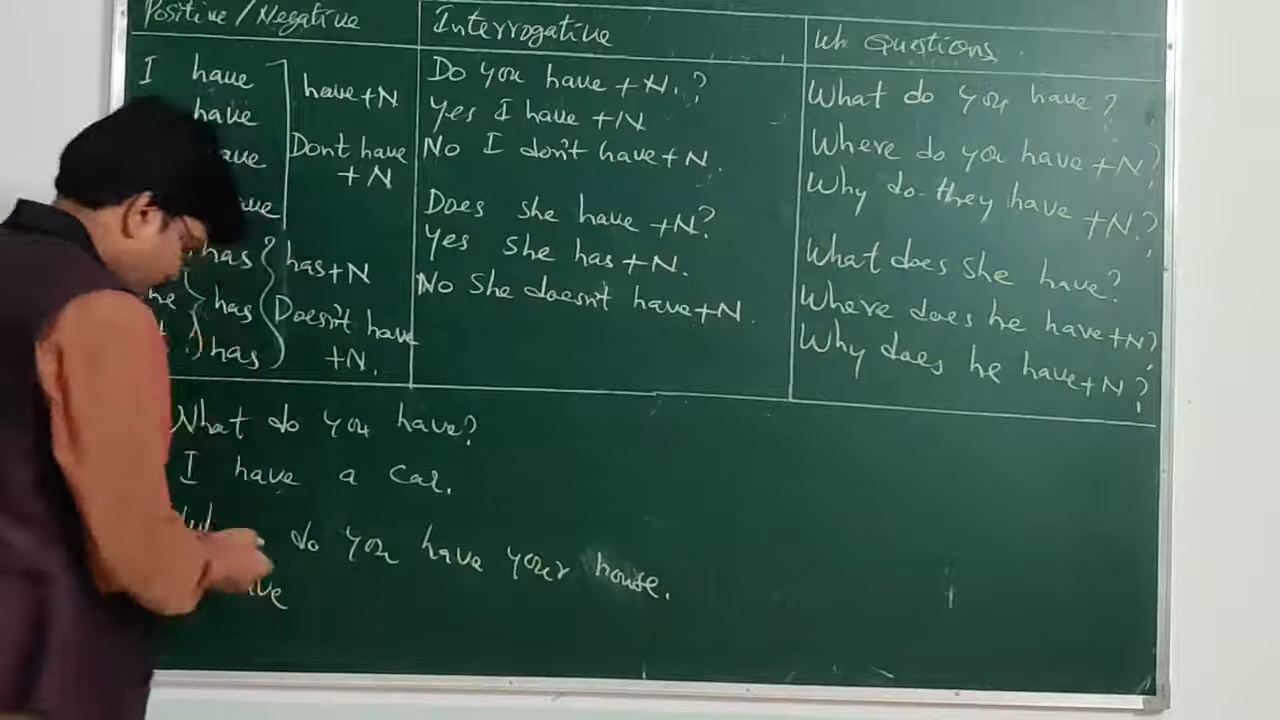 Positive / Negative
I have
have
have + N
Dont have
+ N
has
has
has
has + N
Doesn't have
+ N.
Interrogative
Do you have + N. ?
Yes I have + N
No I don't have + N.
Does she have + N?
Yes she has + N.
No She doesn't have + N.
Wh Questions
What do you have ?
Where do you have + N?
Why do they have + N. ?
What does she have?
Where does he have + N?
Why does he have + N ?
What do you have?
I have a car.
do you have your house.